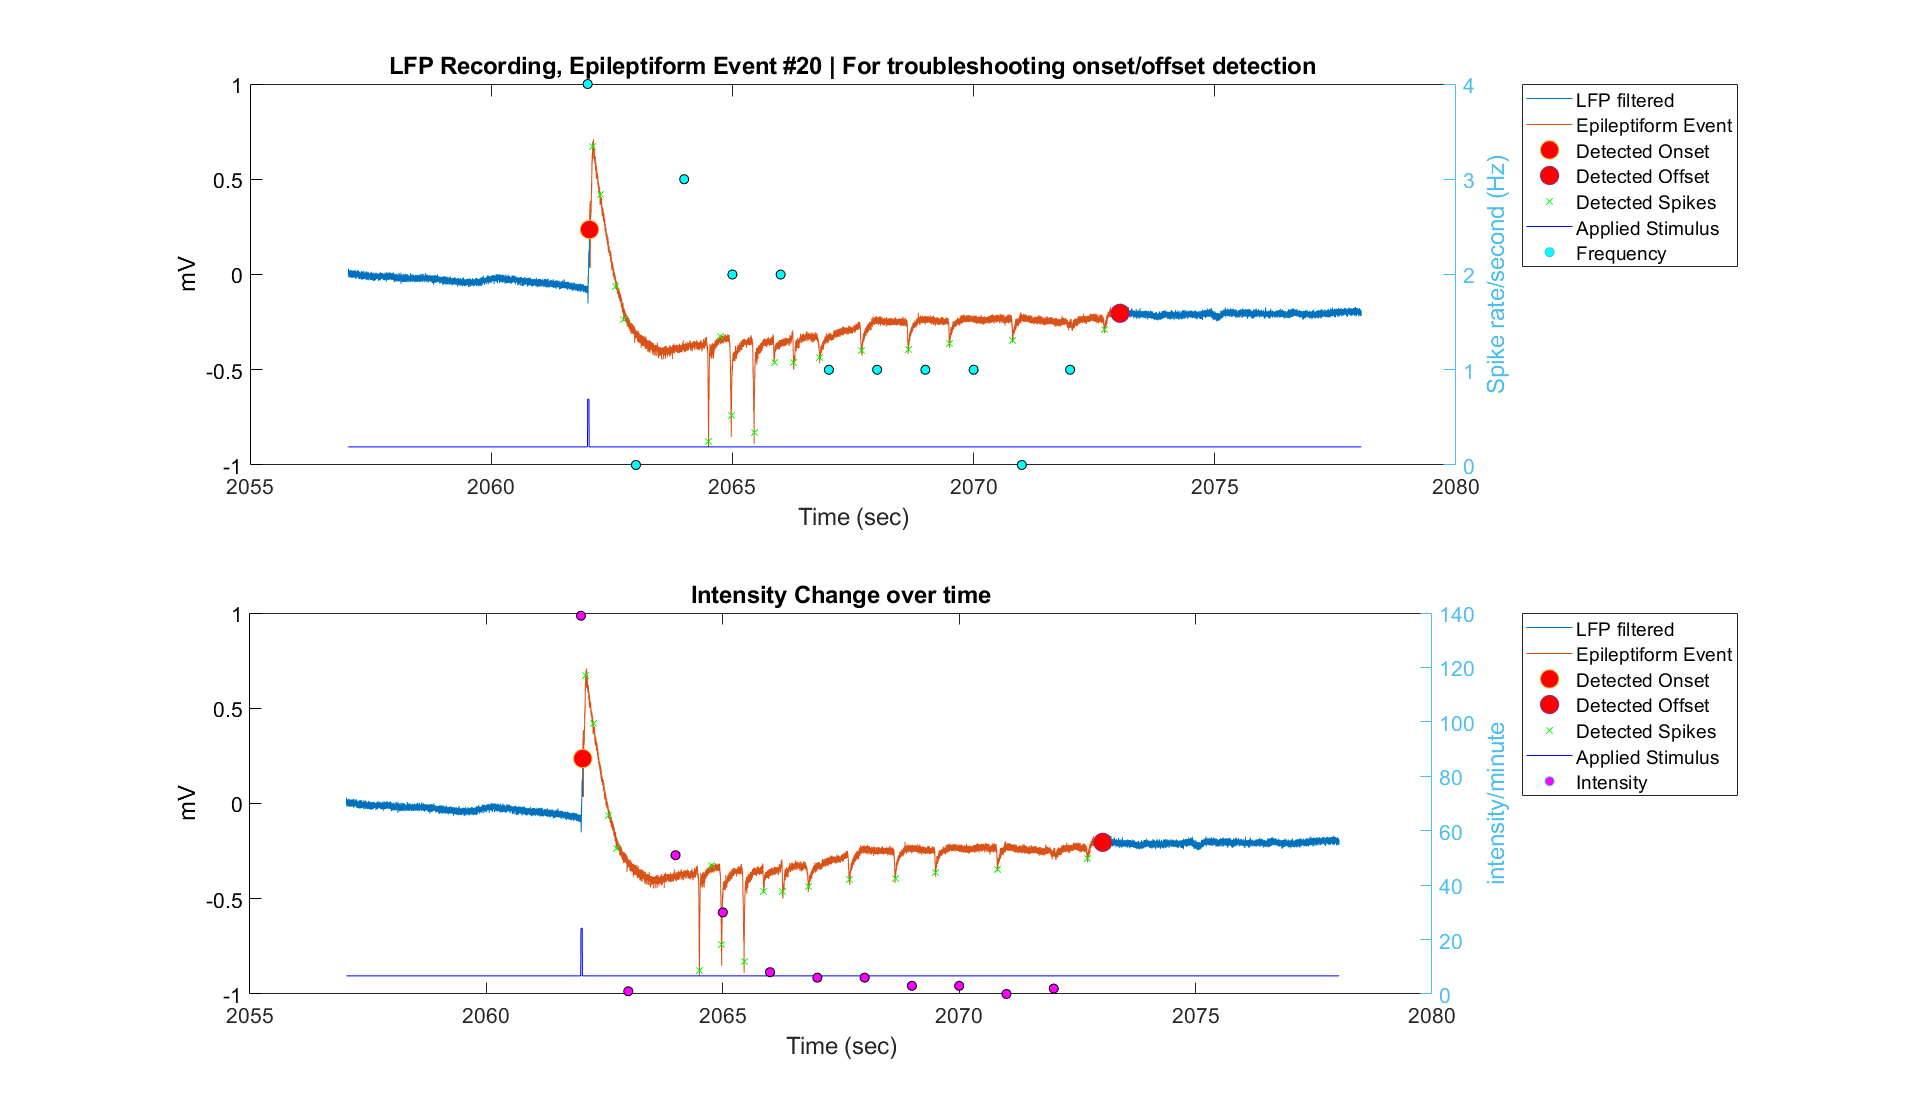 LFP Recording, Epileptiform Event #20 | For troubleshooting onset/offset detection
1
0.5
0
-0.5
-1
mV
2055
2060
2065
2070
2075
2080
Time (sec)
4
3
2
1
0
Spike rate/second (Hz)
LFP filtered
Epileptiform Event
Detected Onset
Detected Offset
Detected Spikes
Applied Stimulus
Frequency
Intensity Change over time
1
0.5
0
-0.5
-1
mV
2055
2060
2065
2070
2075
2080
Time (sec)
140
120
100
80
60
40
20
0
intensity/minute
LFP filtered
Epileptiform Event
Detected Onset
Detected Offset
Detected Spikes
Applied Stimulus
Intensity